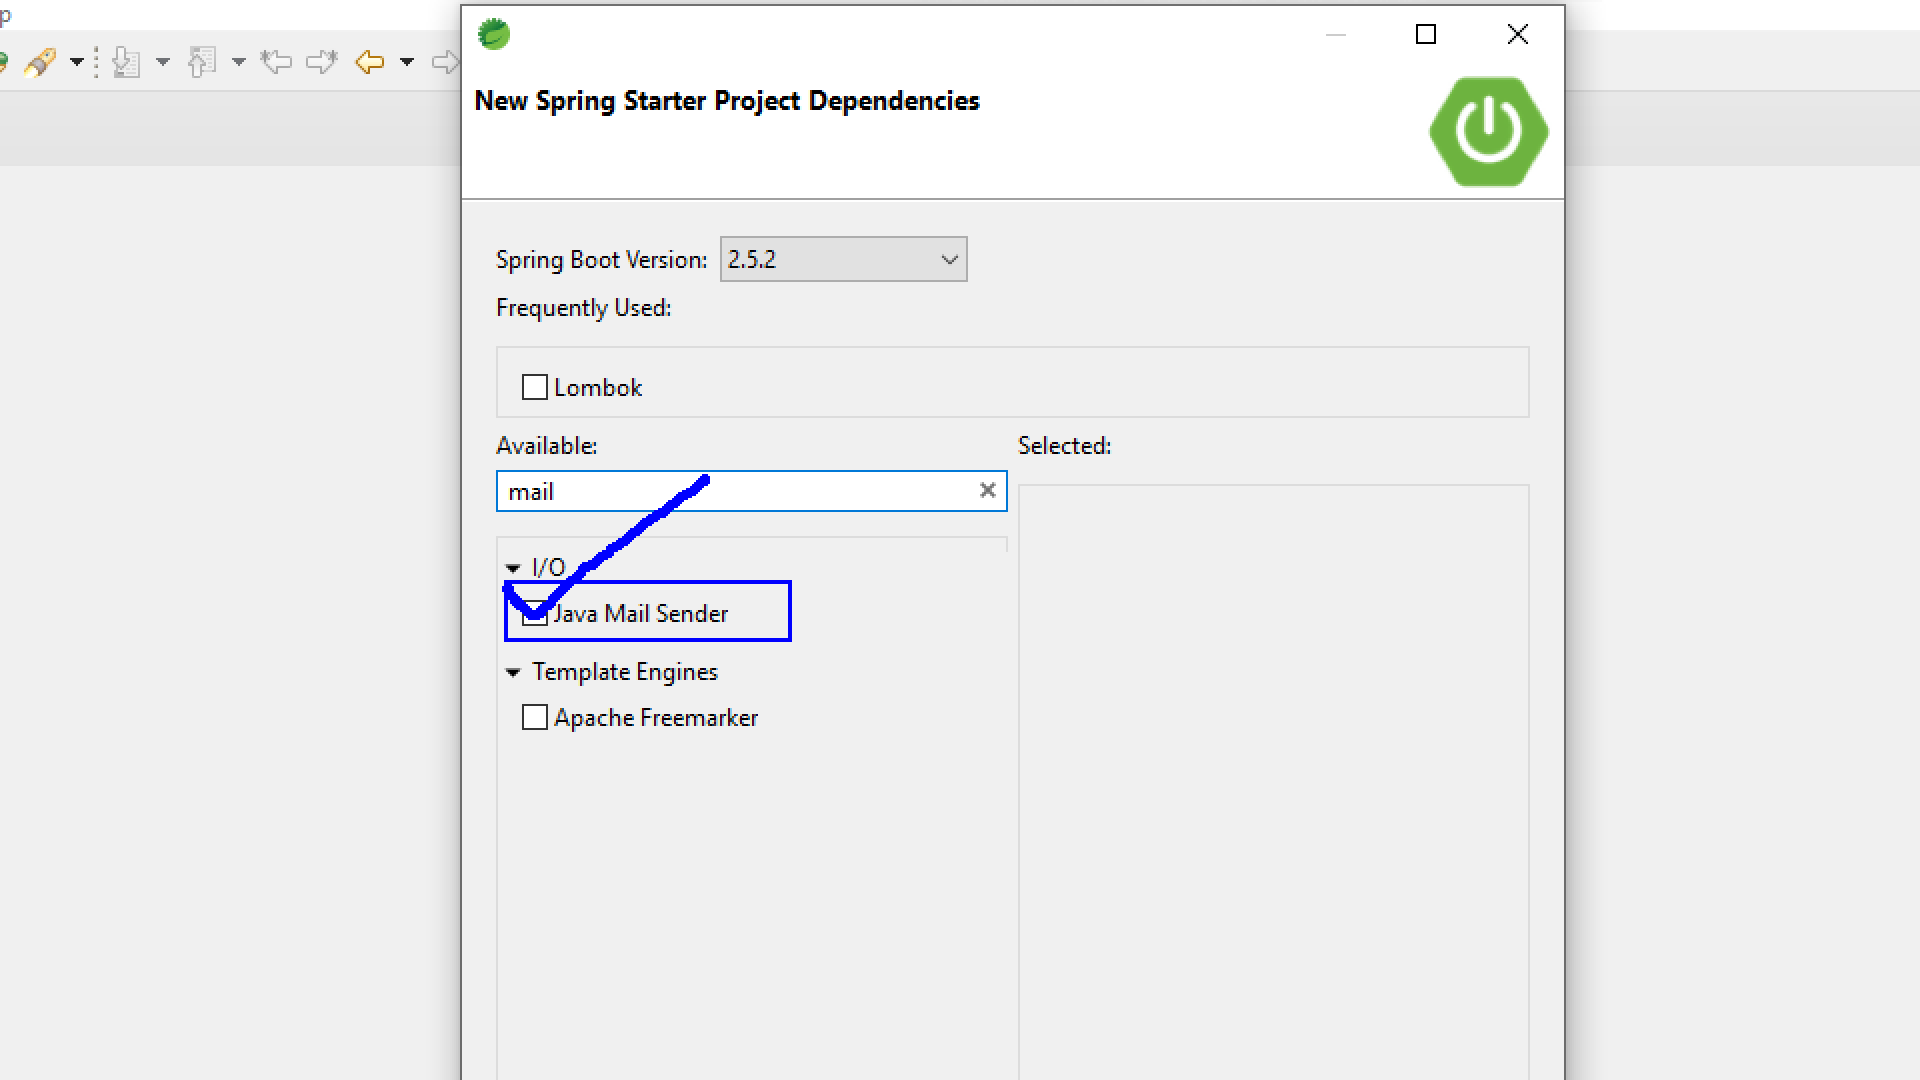 p
New Spring Starter Project Dependencies
Spring Boot Version: 2.5.2
Frequently Used:
Lombok
Available:
Selected:
mail
I/O
Java Mail Sender
Template Engines
Apache Freemarker